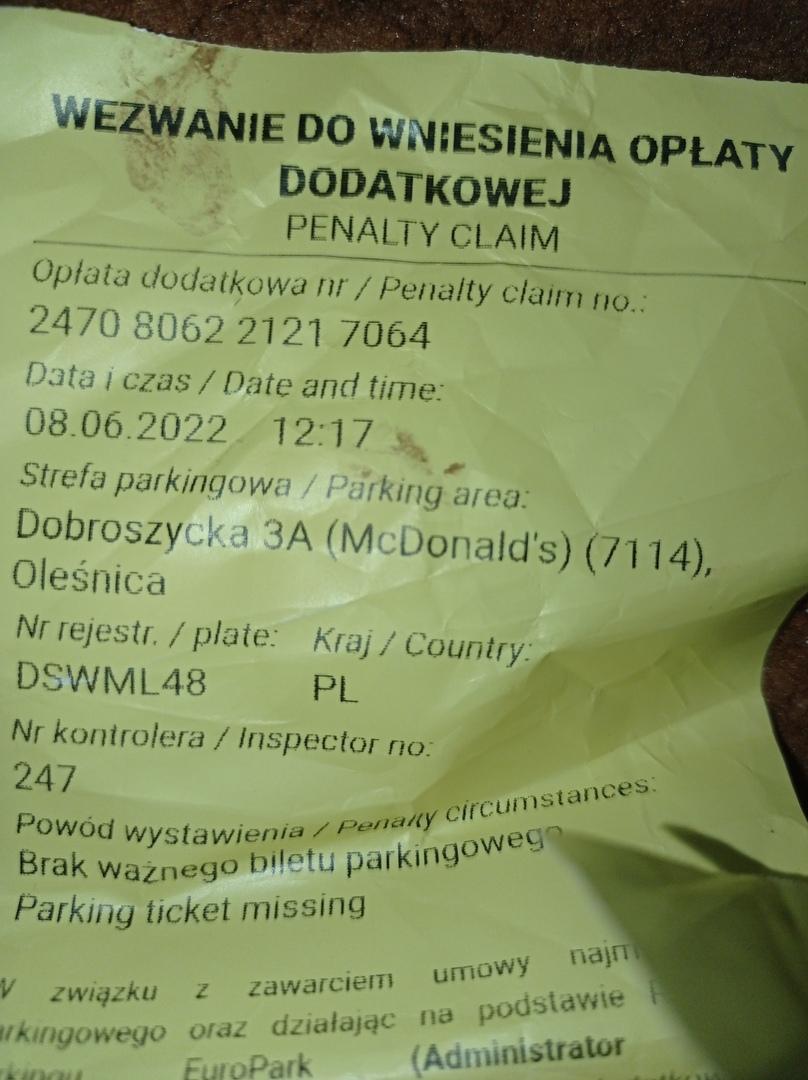 WEZWANIE DO WNIESIENIA OPŁATY
DODATKOWEJ
PENALTY CLAIM
Opłata dodatkowa nr / Penalty claim no.:
2470 8062 2121 7064
Data i czas / Date and time:
08.06.2022 12:17
Strefa parkingowa / Parking area:
Dobroszycka 3A (McDonald's) (7114),
Oleśnica
Nr rejestr. / plate: Kraj / Country:
DSWML48 PL
Nr kontrolera / Inspector no:
247
Powód wystawienia / Penalty circumstances:
Brak ważnego biletu parkingowego
Parking ticket missing
związku z zawarciem umowy
oraz działając na podstawie
EuroPark (Administrator